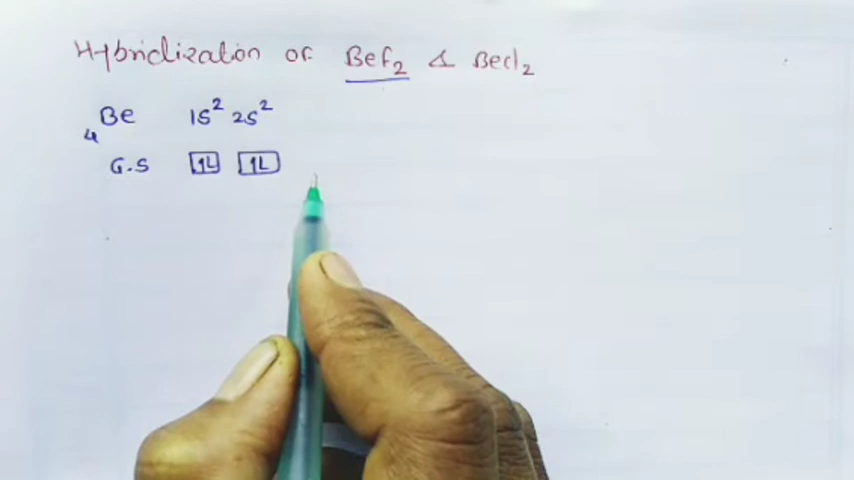 Hybridization of BeF2 & BeCl2
4Be 1s² 2s²
G.S 1L 1L